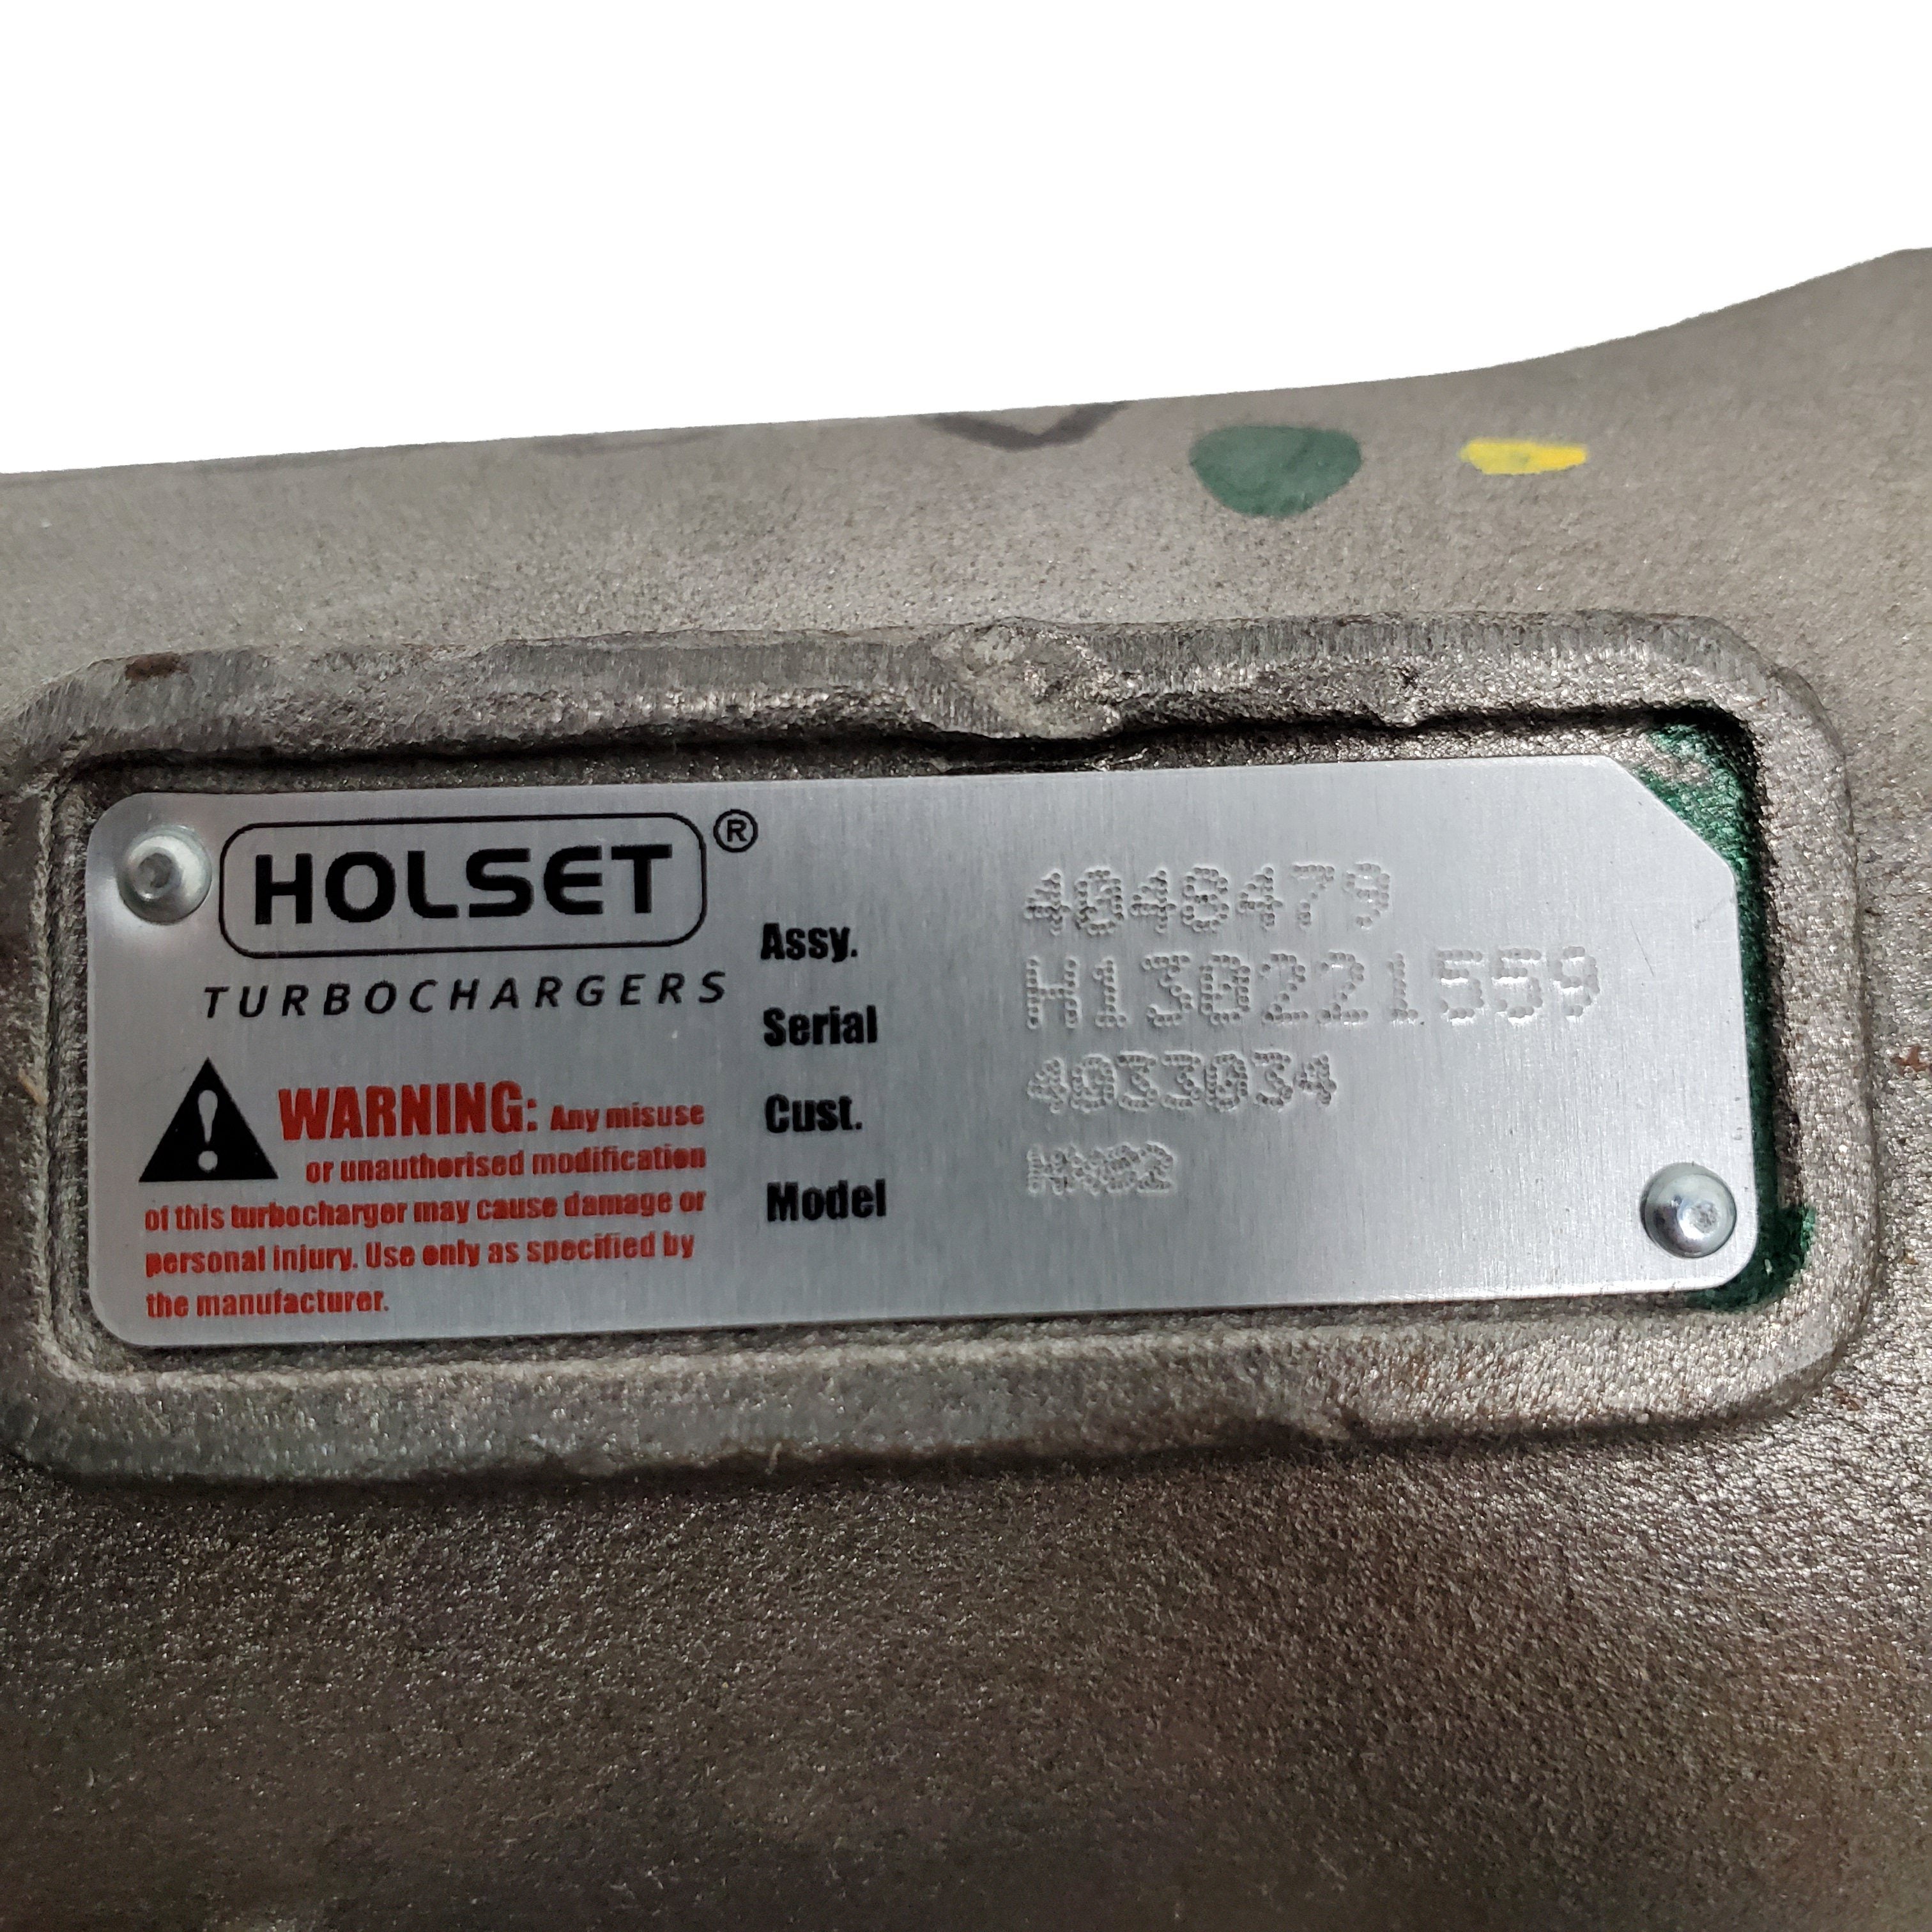 HOLSET ®
TURBOCHARGERS
WARNING: Any misuse
or unauthorised modification
of this turbocharger may cause damage or
personal injury. Use only as specified by
the manufacturer.
Assy. 4048479
Serial H130221559
Cust. 4033034
Model